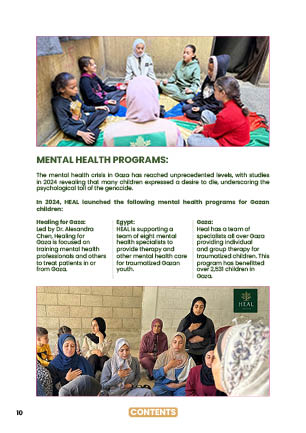 MENTAL HEALTH PROGRAMS:
The mental health crisis in Gaza has reached unprecedented levels, with studies
in 2024 revealing that many children expressed a desire to die, underscoring the
psychological toll of the genocide.
In 2024, HEAL launched the following mental health programs for Gazan
children:
Healing for Gaza:
Led by Dr. Alexandra
Chen, Healing for
Gaza is focused on
training mental health
professionals and others
to treat patients in or
from Gaza.
Egypt:
HEAL is supporting a
team of eight mental
health specialists to
provide therapy and
other mental health care
for traumatized Gazan
youth.
Gaza:
Heal has a team of
specialists all over Gaza
providing individual
and group therapy for
traumatized children. This
program has benefitted
over 2,531 children in
Gaza.
HEAL
10
CONTENTS